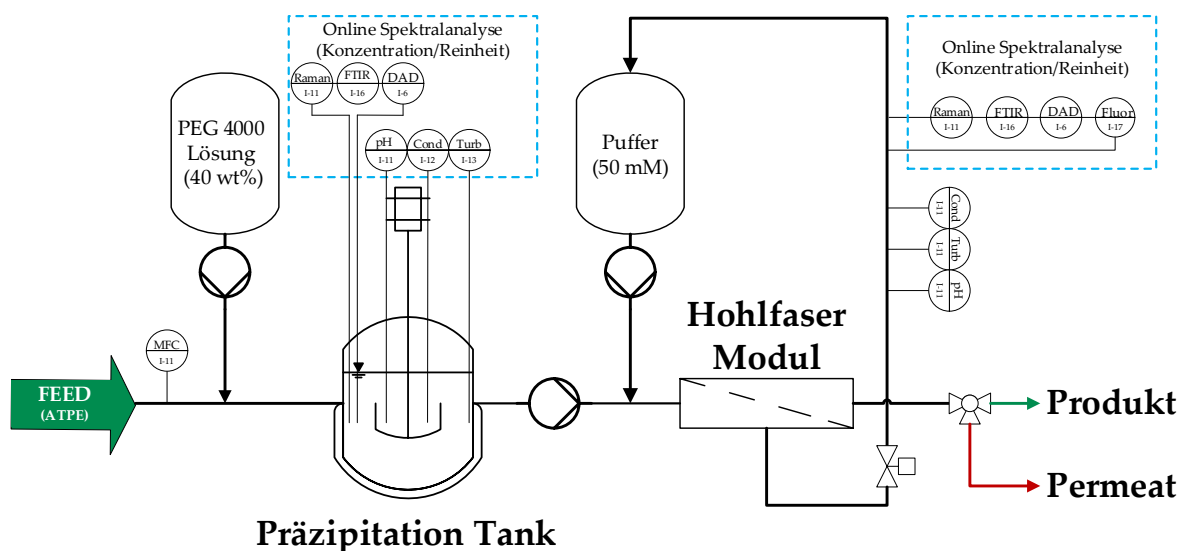 Online Spektralanalyse
(Konzentration/Reinheit)
Raman
I-11
FTIR
I-16
DAD
I-6
pH
I-11
Cond
I-12
Turb
I-13
PEG 4000
Lösung
(40 wt%)
Puffer
(50 mM)
Online Spektralanalyse
(Konzentration/Reinheit)
Raman
I-11
FTIR
I-16
DAD
I-6
Fluor
I-17
Cond
I-11
Turb
I-11
pH
I-11
MFC
I-11
FEED
(ATPE)
Hohlfaser
Modul
Produkt
Permeat
Präzipitation Tank